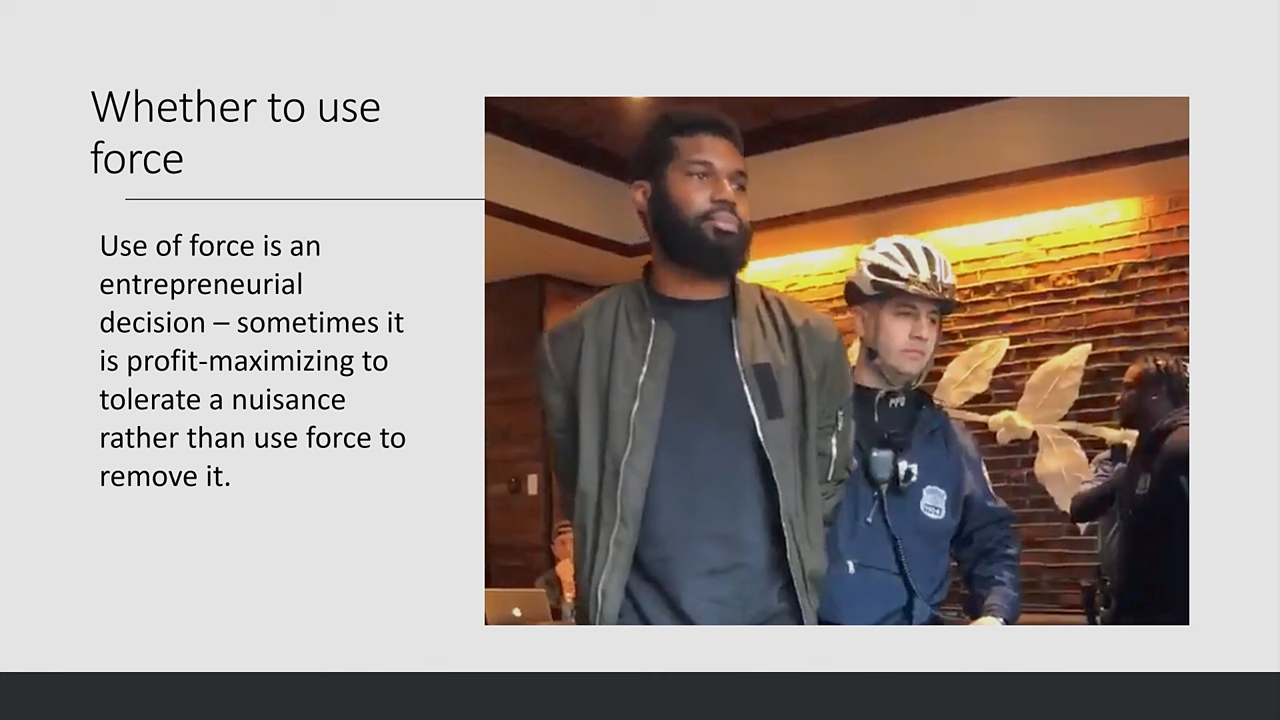 Whether to use
force
Use of force is an
entrepreneurial
decision – sometimes it
is profit-maximizing to
tolerate a nuisance
rather than use force to
remove it.